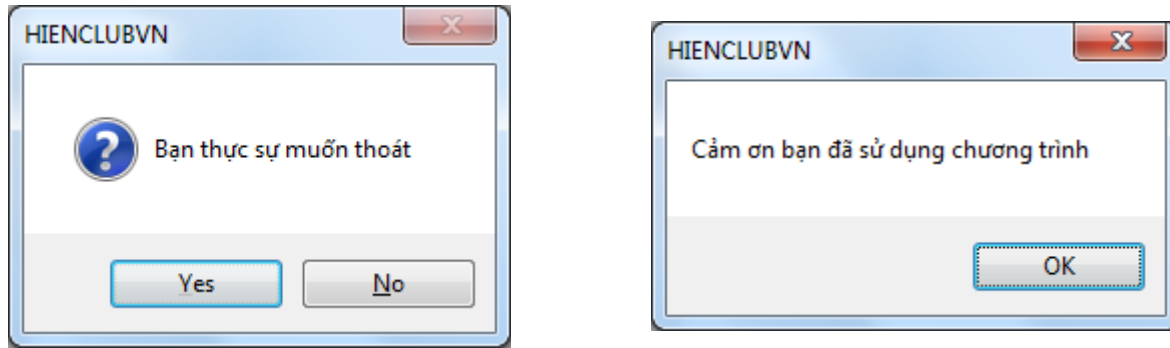 HIENCLUBVN
Bạn thực sự muốn thoát
Yes
No
HIENCLUBVN
Cảm ơn bạn đã sử dụng chương trình
OK